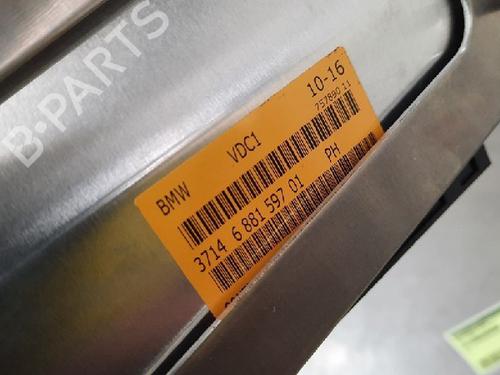 B-PARTS
BMW VDC1 10-16
757890 11
3714 6 881 597 01 PH